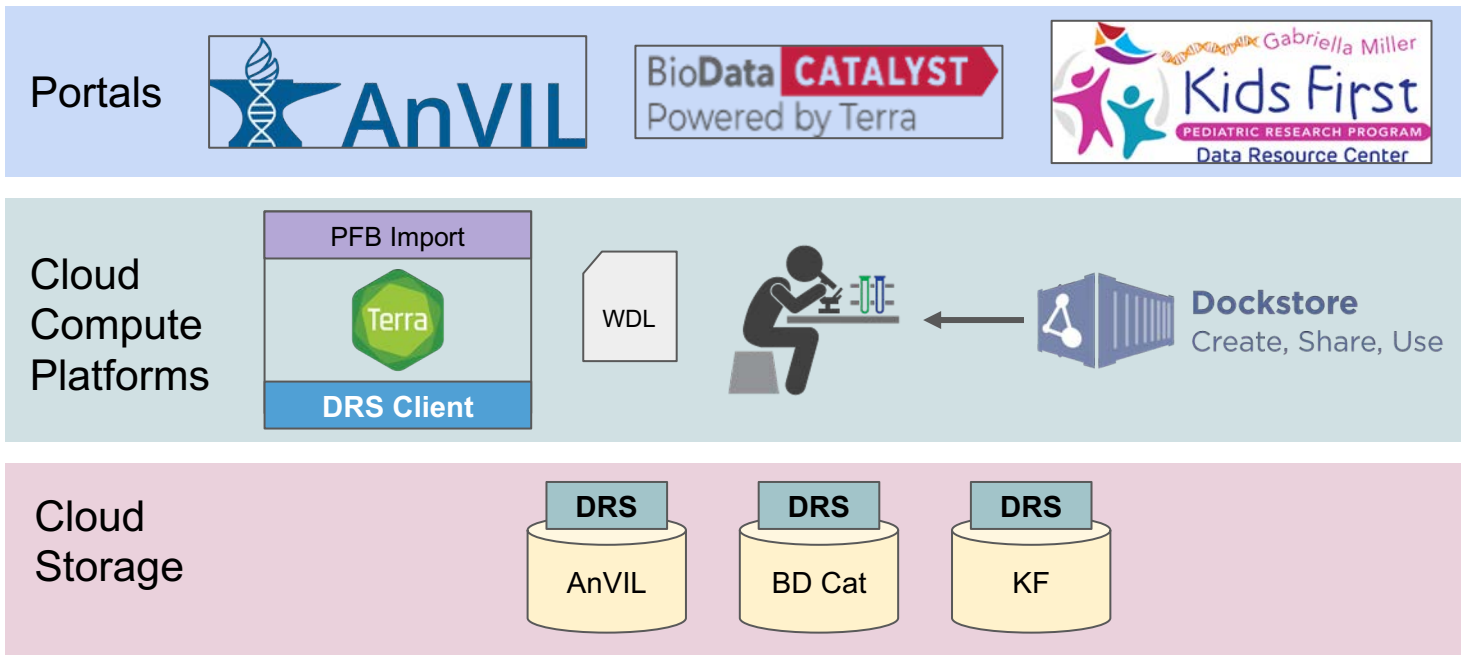 Portals
AnVIL
BioData CATALYST
Powered by Terra
Gabriella Miller
Kids First
PEDIATRIC RESEARCH PROGRAM
Data Resource Center
Cloud
Compute
Platforms
PFB Import
Terra
DRS Client
WDL
Dockstore
Create, Share, Use
Cloud
Storage
DRS
AnVIL
DRS
BD Cat
DRS
KF